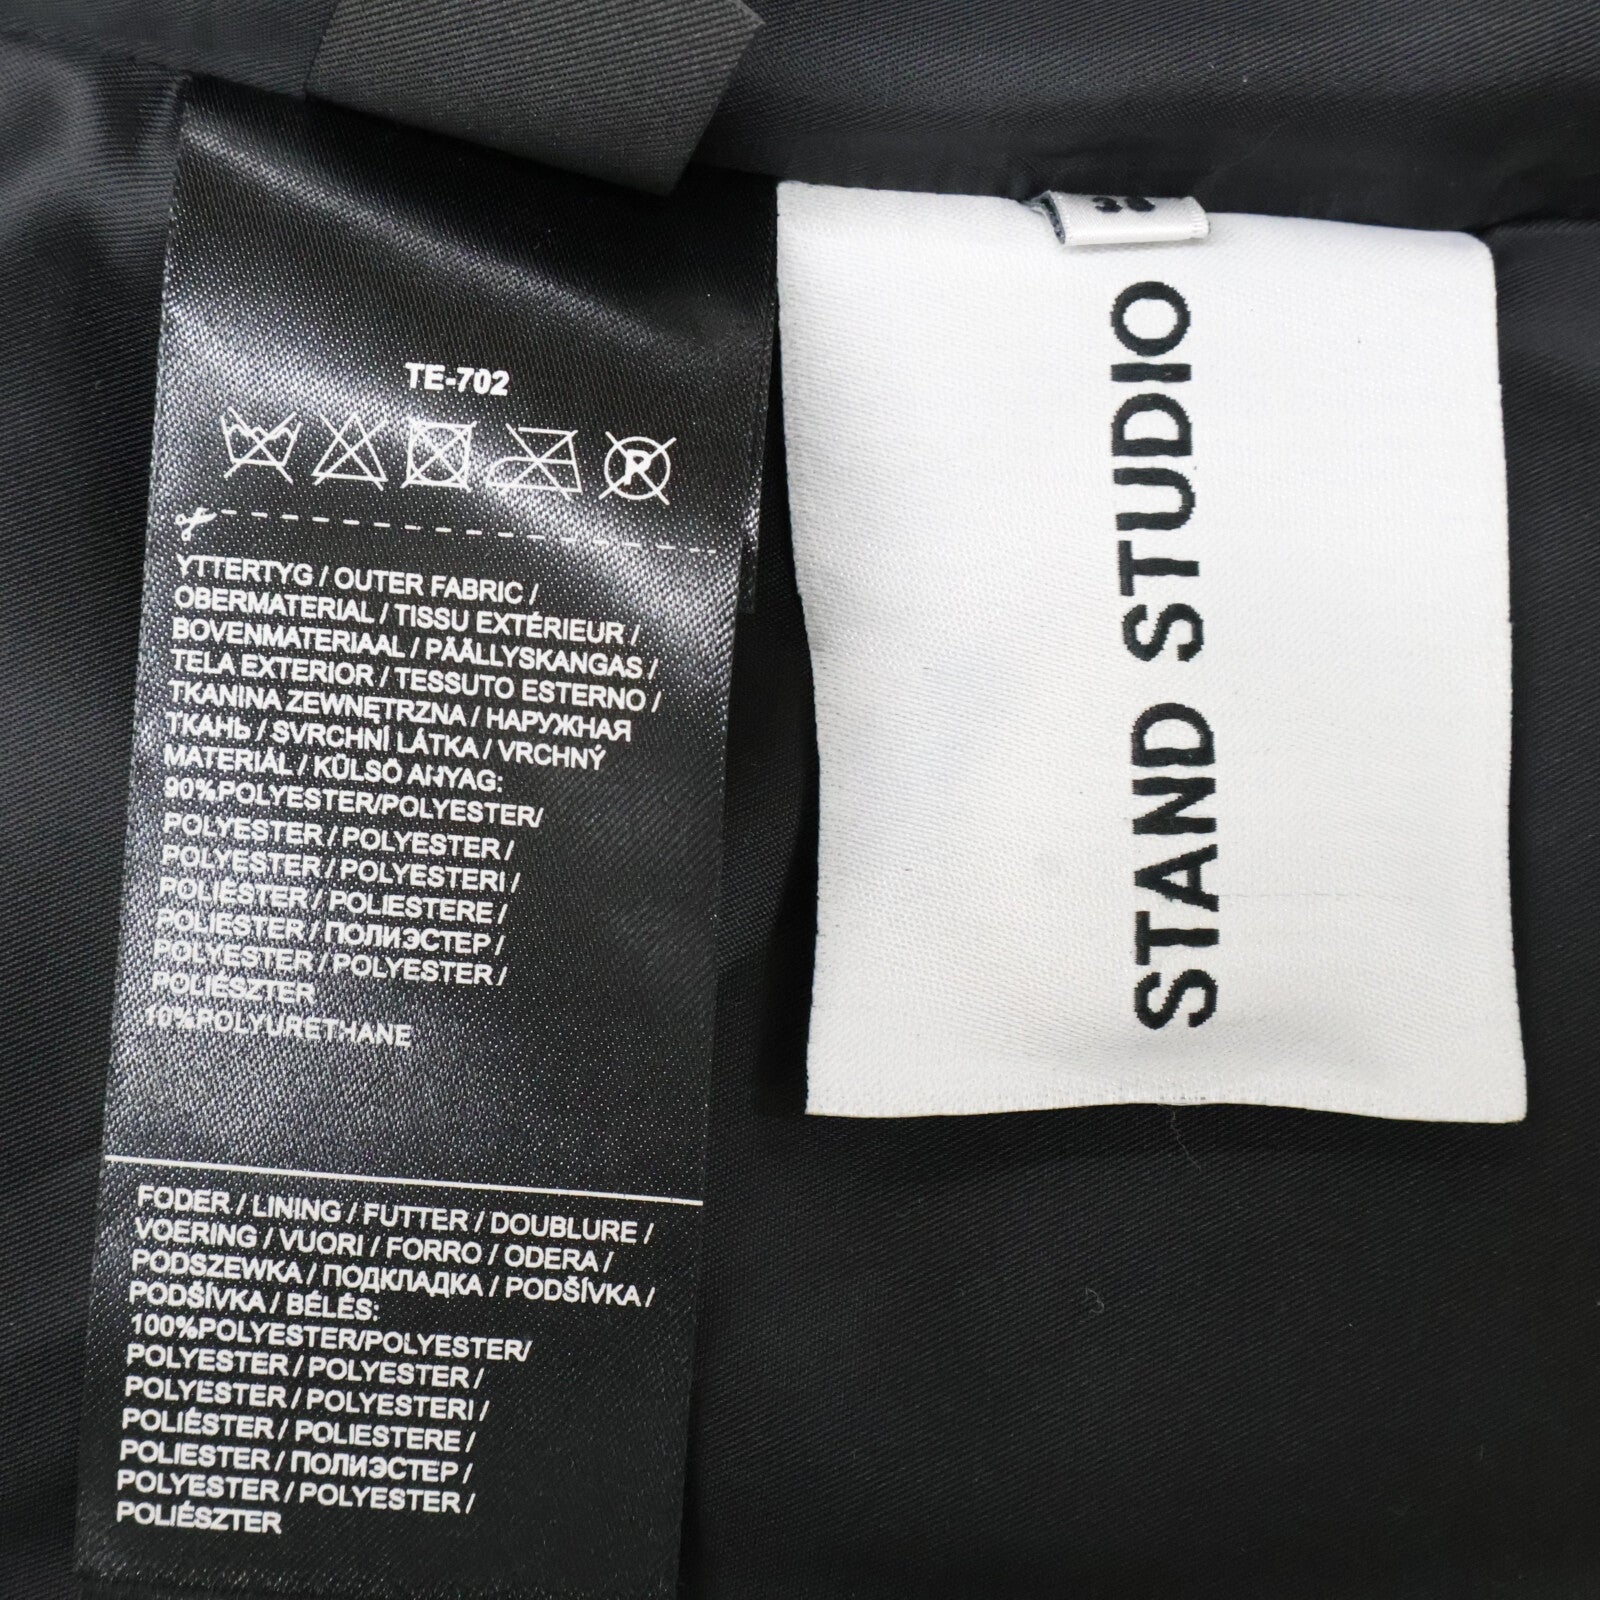 TE-702
R
YTTERTYG / OUTER FABRIC /
OBERMATERIAL / TISSU EXTÉRIEUR /
BOVENMATERIAAL / PÄÄLLYSKANGAS /
TELA EXTERIOR / TESSUTO ESTERNO /
TKANINA ZEWNĘTRZNA / НАРУЖНАЯ
ТКАНЬ / SVRCHNÍ LÁTKA / VRCHNÝ
MATERIÁL / KÜLSÖ ANYAG:
90%POLYESTER/POLYESTER/
POLYESTER / POLYESTER /
POLYESTER / POLYESTERI /
POLIÉSTER / POLIESTERE /
POLIESTER / ПОЛИЭСТЕР /
POLYESTER / POLYESTER /
POLIÉSZTER
10%POLYURETHANE
FODER / LINING / FUTTER / DOUBLURE /
VOERING / VUORI / FORRO / ODERA /
PODSZEWKA / ПОДКЛАДКА / PODŠÍVKA /
PODŠÍVKA / BÉLÉS:
100%POLYESTER/POLYESTER/
POLYESTER / POLYESTER /
POLYESTER / POLYESTERI /
POLIÉSTER / POLIESTERE /
POLIESTER / ПОЛИЭСТЕР /
POLYESTER / POLYESTER /
POLIÉSZTER
STAND STUDIO